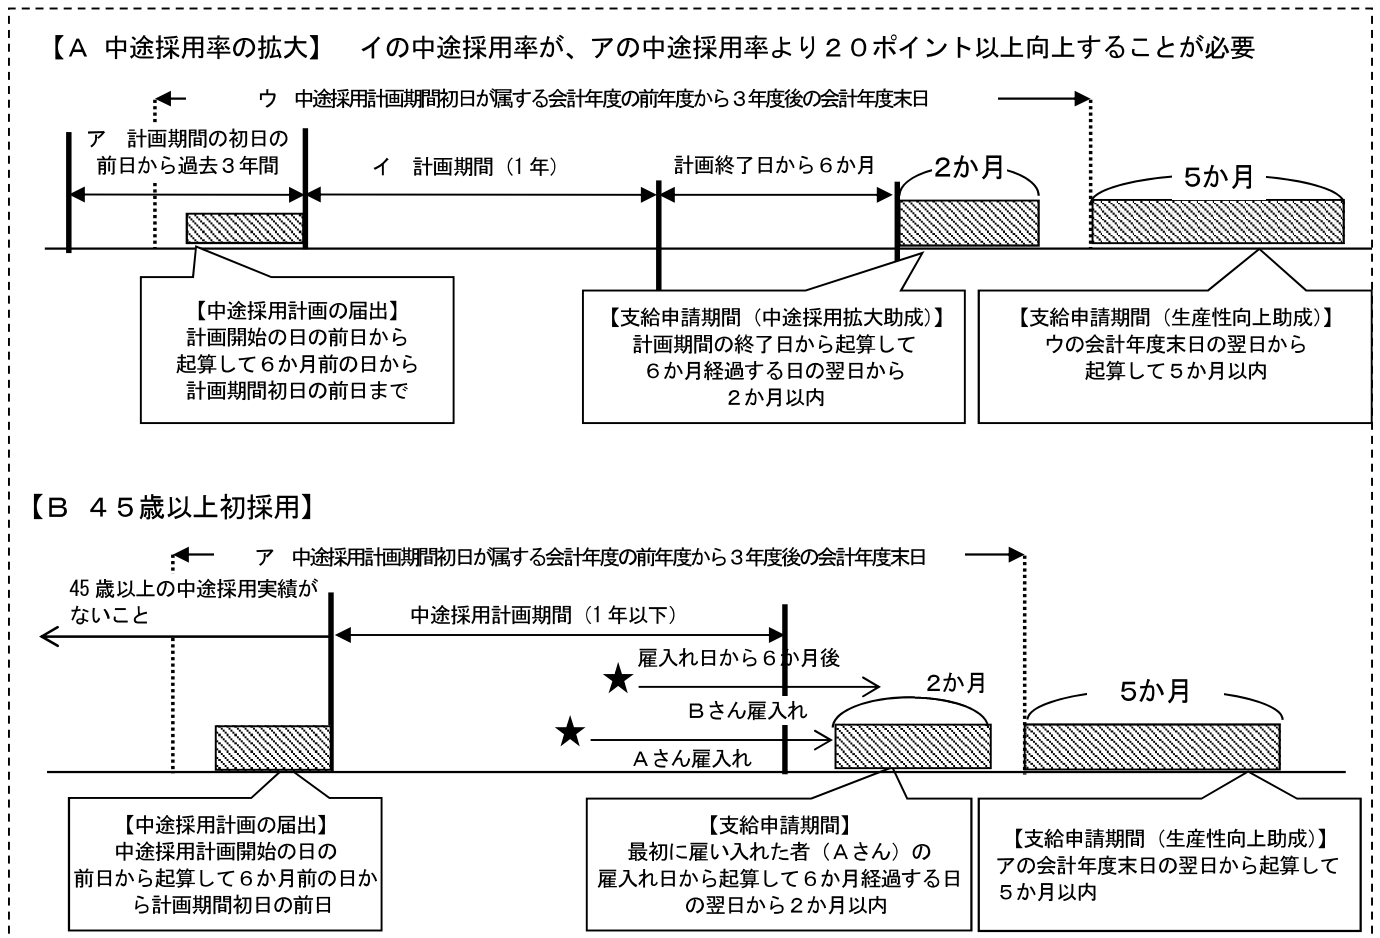 【Ａ 中途採用率の拡大】　イの中途採用率が、アの中途採用率より２０ポイント以上向上することが必要
ウ　中途採用計画期間初日が属する会計年度の前年度から３年度後の会計年度末日
ア　計画期間の初日の
前日から過去３年間
イ　計画期間（1 年）
計画終了日から６か月
２か月
５か月
【中途採用計画の届出】
計画開始の日の前日から
起算して６か月前の日から
計画期間初日の前日まで
【支給申請期間（中途採用拡大助成）】
計画期間の終了日から起算して
６か月経過する日の翌日から
２か月以内
【支給申請期間（生産性向上助成）】
ウの会計年度末日の翌日から
起算して５か月以内
【Ｂ ４５歳以上初採用】
ア　中途採用計画期間初日が属する会計年度の前年度から３年度後の会計年度末日
45 歳以上の中途採用実績が
ないこと
中途採用計画期間（1 年以下）
雇入れ日から６か月後
★
２か月
５か月
Ｂさん雇入れ
★
Ａさん雇入れ
【中途採用計画の届出】
中途採用計画開始の日の
前日から起算して６か月前の日か
ら計画期間初日の前日
【支給申請期間】
最初に雇い入れた者（Ａさん）の
雇入れ日から起算して６か月経過する日
の翌日から２か月以内
【支給申請期間（生産性向上助成）】
アの会計年度末日の翌日から起算して
５か月以内